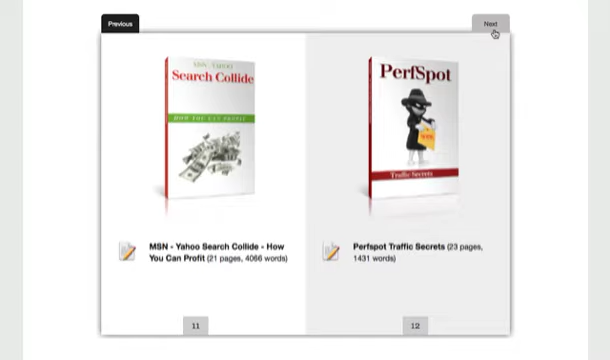 Previous
Next
MSN - YAHOO
Search Collide
HOW YOU CAN PROFIT
PerfSpot
Traffic Secrets
MSN - Yahoo Search Collide - How
You Can Profit (21 pages, 4066 words)
Perfspot Traffic Secrets (23 pages,
1431 words)
11
12